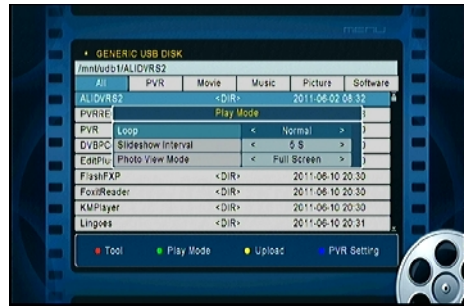 menu
GENERIC USB DISK
/mnt/udb1/ALIDVRS2
All PVR Movie Music Picture Software
ALIDVRS2 <DIR> 2011-06-02 08:32
PVRRE
Play Mode
PVR
Loop < Normal >
DVBPC
Slideshow Interval < 5 S >
EditPlu
Photo View Mode < Full Screen >
FlashFXP <DIR> 2011-06-10 20:30
FoxitReader <DIR> 2011-06-10 20:30
KMPlayer <DIR> 2011-06-10 20:30
Lingoes <DIR> 2011-06-10 20:31
Tool Play Mode Upload PVR Setting